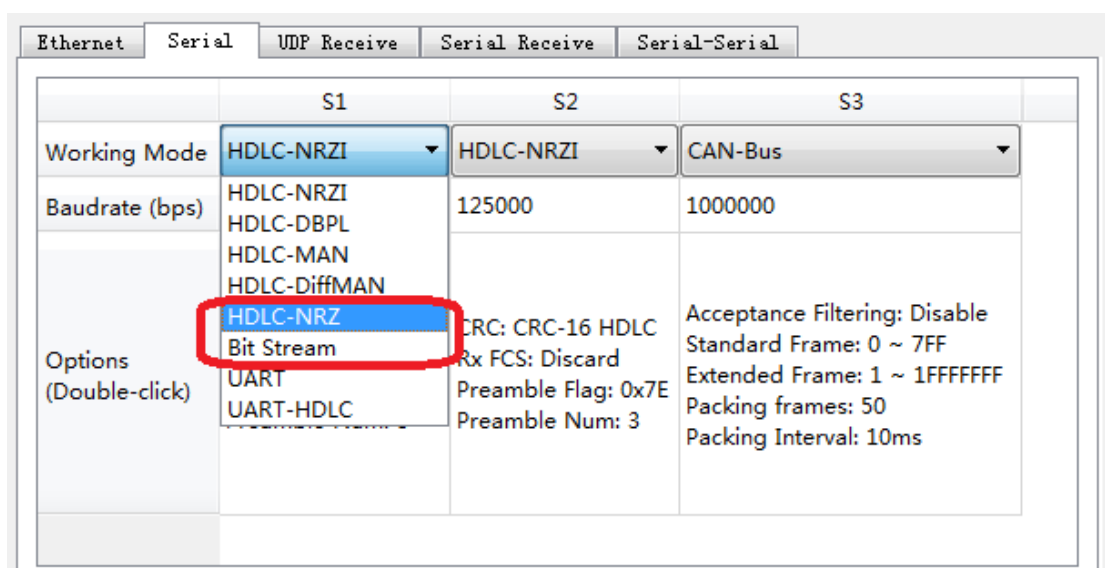 Ethernet Serial UDP Receive Serial Receive Serial-Serial
S1 S2 S3
Working Mode HDLC-NRZI HDLC-NRZI CAN-Bus
Baudrate (bps) 125000 1000000
HDLC-NRZI
HDLC-DBPL
HDLC-MAN
HDLC-DiffMAN
HDLC-NRZ
Bit Stream
UART
UART-HDLC
Options
(Double-click)
CRC: CRC-16 HDLC
Rx FCS: Discard
Preamble Flag: 0x7E
Preamble Num: 3
Acceptance Filtering: Disable
Standard Frame: 0 ~ 7FF
Extended Frame: 1 ~ 1FFFFFFF
Packing frames: 50
Packing Interval: 10ms